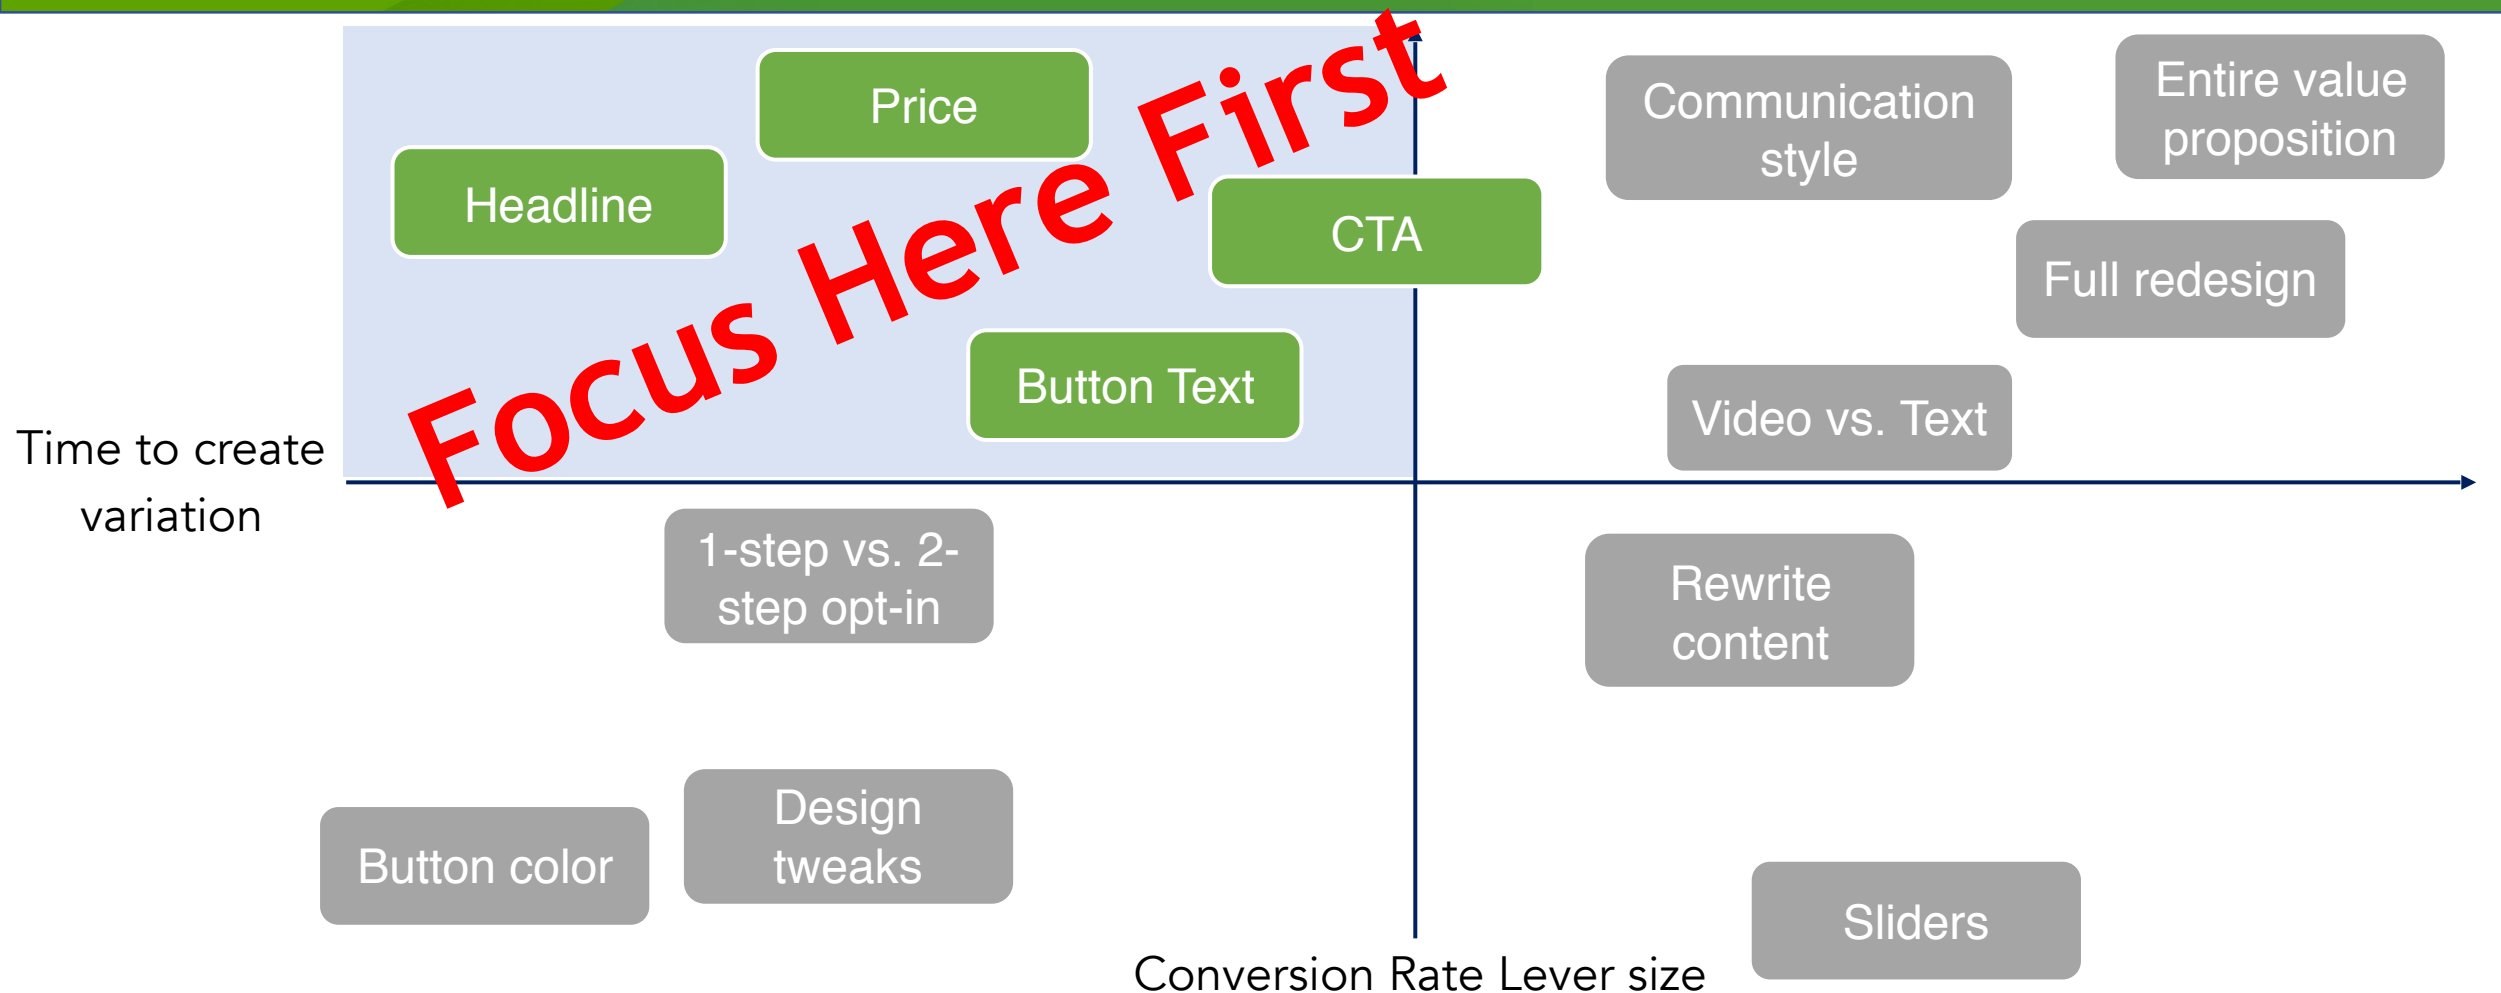 Price
Communication
style
Entire value
proposition
Headline
Focus Here First
CTA
Full redesign
Button Text
Video vs. Text
Time to create
variation
1-step vs. 2-
step opt-in
Rewrite
content
Button color
Design
tweaks
Sliders
Conversion Rate Lever size